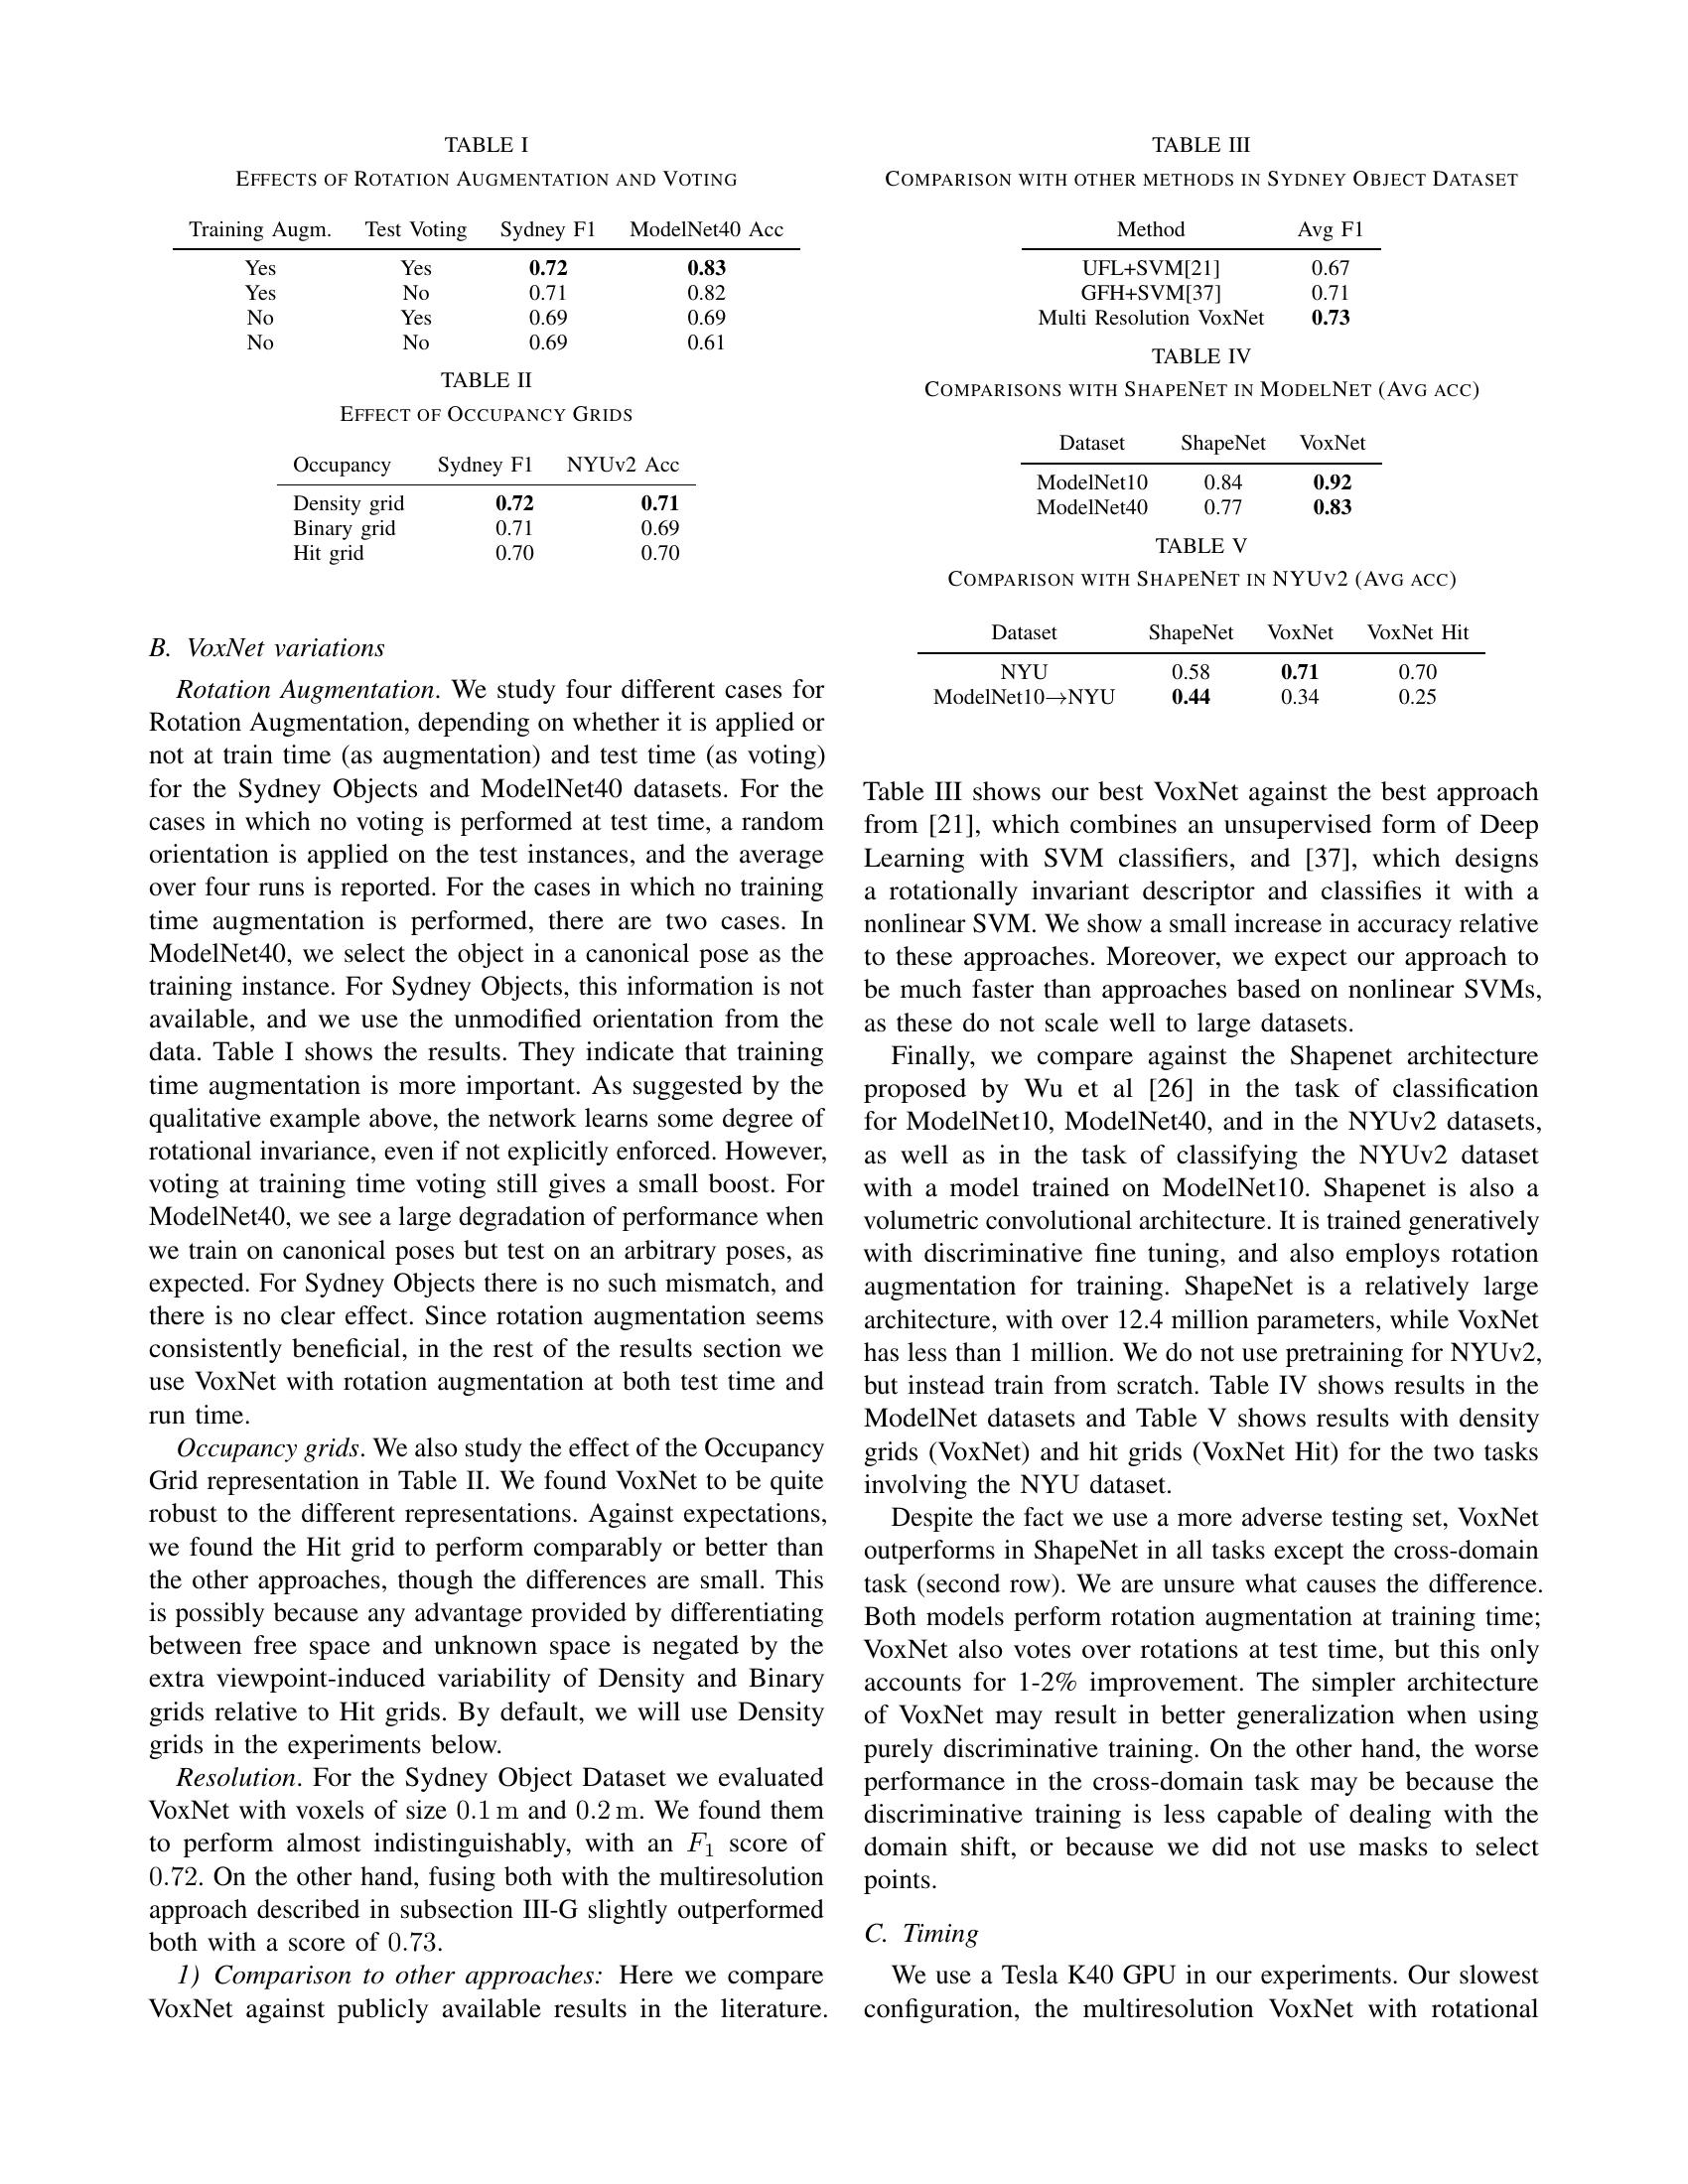 TABLE I
EFFECTS OF ROTATION AUGMENTATION AND VOTING
Training Augm. Test Voting Sydney F1 ModelNet40 Acc
Yes Yes 0.72 0.83
Yes No 0.71 0.82
No Yes 0.69 0.69
No No 0.69 0.61
TABLE II
EFFECT OF OCCUPANCY GRIDS
Occupancy Sydney F1 NYUv2 Acc
Density grid 0.72 0.71
Binary grid 0.71 0.69
Hit grid 0.70 0.70
B. VoxNet variations
Rotation Augmentation. We study four different cases for
Rotation Augmentation, depending on whether it is applied or
not at train time (as augmentation) and test time (as voting)
for the Sydney Objects and ModelNet40 datasets. For the
cases in which no voting is performed at test time, a random
orientation is applied on the test instances, and the average
over four runs is reported. For the cases in which no training
time augmentation is performed, there are two cases. In
ModelNet40, we select the object in a canonical pose as the
training instance. For Sydney Objects, this information is not
available, and we use the unmodified orientation from the
data. Table I shows the results. They indicate that training
time augmentation is more important. As suggested by the
qualitative example above, the network learns some degree of
rotational invariance, even if not explicitly enforced. However,
voting at training time voting still gives a small boost. For
ModelNet40, we see a large degradation of performance when
we train on canonical poses but test on an arbitrary poses, as
expected. For Sydney Objects there is no such mismatch, and
there is no clear effect. Since rotation augmentation seems
consistently beneficial, in the rest of the results section we
use VoxNet with rotation augmentation at both test time and
run time.
Occupancy grids. We also study the effect of the Occupancy
Grid representation in Table II. We found VoxNet to be quite
robust to the different representations. Against expectations,
we found the Hit grid to perform comparably or better than
the other approaches, though the differences are small. This
is possibly because any advantage provided by differentiating
between free space and unknown space is negated by the
extra viewpoint-induced variability of Density and Binary
grids relative to Hit grids. By default, we will use Density
grids in the experiments below.
Resolution. For the Sydney Object Dataset we evaluated
VoxNet with voxels of size 0.1 m and 0.2 m. We found them
to perform almost indistinguishably, with an F1 score of
0.72. On the other hand, fusing both with the multiresolution
approach described in subsection III-G slightly outperformed
both with a score of 0.73.
1) Comparison to other approaches: Here we compare
VoxNet against publicly available results in the literature.
TABLE III
COMPARISON WITH OTHER METHODS IN SYDNEY OBJECT DATASET
Method Avg F1
UFL+SVM[21] 0.67
GFH+SVM[37] 0.71
Multi Resolution VoxNet 0.73
TABLE IV
COMPARISONS WITH SHAPENET IN MODELNET (AVG ACC)
Dataset ShapeNet VoxNet
ModelNet10 0.84 0.92
ModelNet40 0.77 0.83
TABLE V
COMPARISON WITH SHAPENET IN NYUV2 (AVG ACC)
Dataset ShapeNet VoxNet VoxNet Hit
NYU 0.58 0.71 0.70
ModelNet10→NYU 0.44 0.34 0.25
Table III shows our best VoxNet against the best approach
from [21], which combines an unsupervised form of Deep
Learning with SVM classifiers, and [37], which designs
a rotationally invariant descriptor and classifies it with a
nonlinear SVM. We show a small increase in accuracy relative
to these approaches. Moreover, we expect our approach to
be much faster than approaches based on nonlinear SVMs,
as these do not scale well to large datasets.
Finally, we compare against the Shapenet architecture
proposed by Wu et al [26] in the task of classification
for ModelNet10, ModelNet40, and in the NYUv2 datasets,
as well as in the task of classifying the NYUv2 dataset
with a model trained on ModelNet10. Shapenet is also a
volumetric convolutional architecture. It is trained generatively
with discriminative fine tuning, and also employs rotation
augmentation for training. ShapeNet is a relatively large
architecture, with over 12.4 million parameters, while VoxNet
has less than 1 million. We do not use pretraining for NYUv2,
but instead train from scratch. Table IV shows results in the
ModelNet datasets and Table V shows results with density
grids (VoxNet) and hit grids (VoxNet Hit) for the two tasks
involving the NYU dataset.
Despite the fact we use a more adverse testing set, VoxNet
outperforms in ShapeNet in all tasks except the cross-domain
task (second row). We are unsure what causes the difference.
Both models perform rotation augmentation at training time;
VoxNet also votes over rotations at test time, but this only
accounts for 1-2% improvement. The simpler architecture
of VoxNet may result in better generalization when using
purely discriminative training. On the other hand, the worse
performance in the cross-domain task may be because the
discriminative training is less capable of dealing with the
domain shift, or because we did not use masks to select
points.
C. Timing
We use a Tesla K40 GPU in our experiments. Our slowest
configuration, the multiresolution VoxNet with rotational